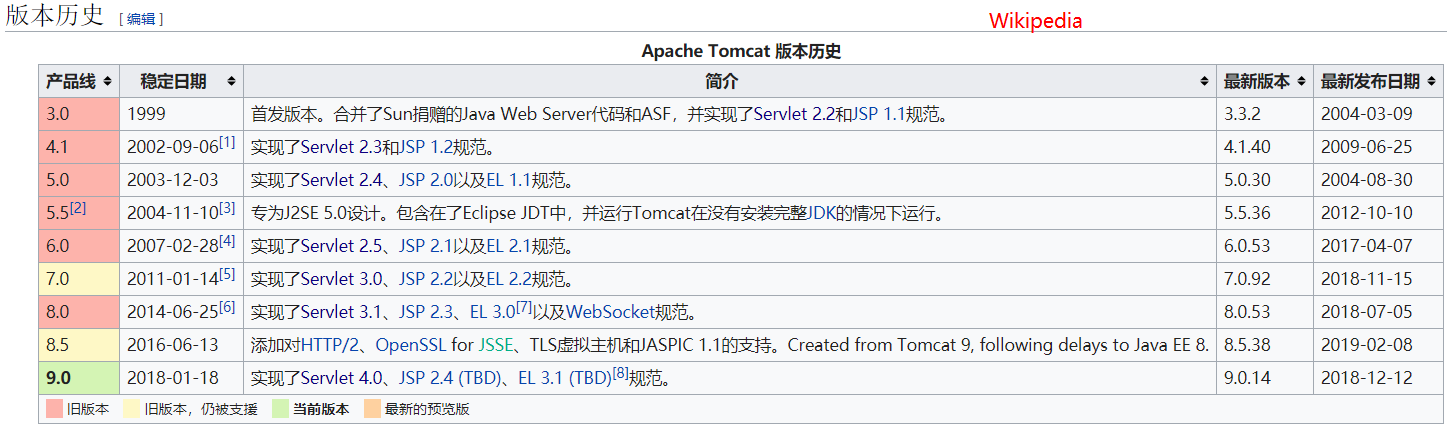 版本历史 [编辑]
Wikipedia
Apache Tomcat 版本历史
产品线 稳定日期 简介 最新版本 最新发布日期
3.0 1999 首发版本。合并了Sun捐赠的Java Web Server代码和ASF，并实现了Servlet 2.2和JSP 1.1规范。 3.3.2 2004-03-09
4.1 2002-09-06[1] 实现了Servlet 2.3和JSP 1.2规范。 4.1.40 2009-06-25
5.0 2003-12-03 实现了Servlet 2.4、JSP 2.0以及EL 1.1规范。 5.0.30 2004-08-30
5.5[2] 2004-11-10[3] 专为J2SE 5.0设计。包含在了Eclipse JDT中，并运行Tomcat在没有安装完整JDK的情况下运行。 5.5.36 2012-10-10
6.0 2007-02-28[4] 实现了Servlet 2.5、JSP 2.1以及EL 2.1规范。 6.0.53 2017-04-07
7.0 2011-01-14[5] 实现了Servlet 3.0、JSP 2.2以及EL 2.2规范。 7.0.92 2018-11-15
8.0 2014-06-25[6] 实现了Servlet 3.1、JSP 2.3、EL 3.0[7]以及WebSocket规范。 8.0.53 2018-07-05
8.5 2016-06-13 添加对HTTP/2、OpenSSL for JSSE、TLS虚拟主机和JASPIC 1.1的支持。Created from Tomcat 9, following delays to Java EE 8. 8.5.38 2019-02-08
9.0 2018-01-18 实现了Servlet 4.0、JSP 2.4 (TBD)、EL 3.1 (TBD)[8]规范。 9.0.14 2018-12-12
旧版本 旧版本，仍被支援 当前版本 最新的预览版